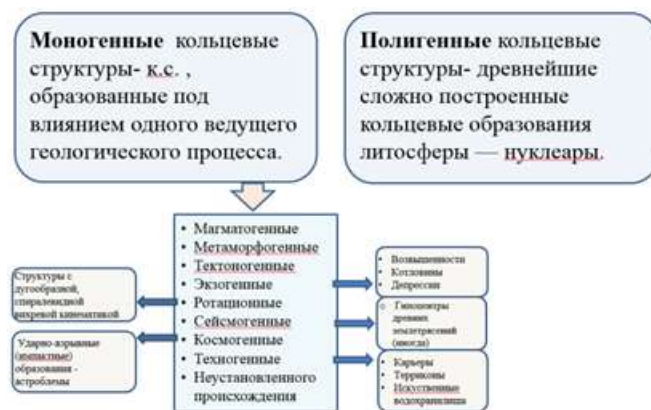 Моногенные кольцевые
структуры- к.с. ,
образованные под
влиянием одного ведущего
геологического процесса.
Полигенные кольцевые
структуры- древнейшие
сложно построенные
кольцевые образования
литосферы — нуклеары.
• Магматогенные
• Метаморфогенные
• Тектоногенные
• Экзогенные
• Ротационные
• Сейсмогенные
• Космогенные
• Техногенные
• Неустановленного
происхождения
Структуры с
дугообразной,
спиралевидной
вихревой кинематикой
Ударно-взрывные
(импактные)
образования -
астроблемы
• Возвышенности
• Котловины
• Депрессии
o Гипоцентры
древних
землетрясений
(иногда)
• Карьеры
• Терриконы
• Искуственные
водохранилища